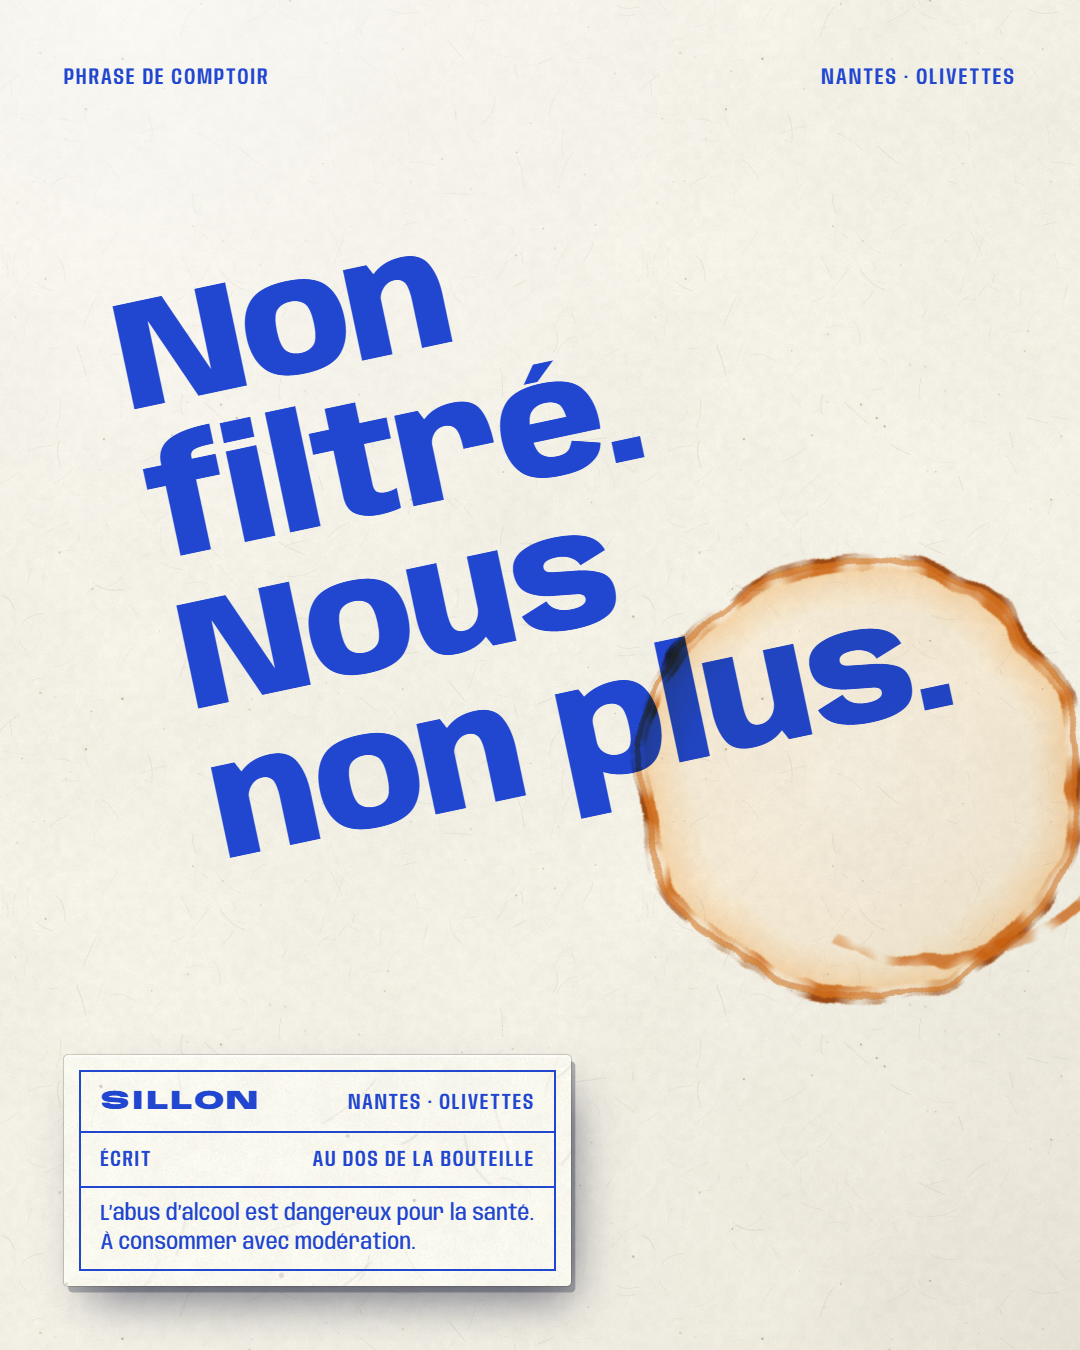 PHRASE DE COMPTOIR
NANTES · OLIVETTES
Non
filtré.
Nous
non plus.
SILLON
NANTES · OLIVETTES
ÉCRIT
AU DOS DE LA BOUTEILLE
L'abus d'alcool est dangereux pour la santé.
À consommer avec modération.